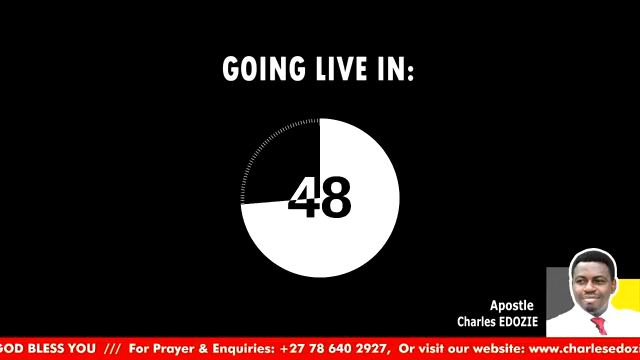 GOING LIVE IN:
48
Apostle
Charles EDOZIE
GOD BLESS YOU /// For Prayer & Enquiries: +27 78 640 2927, Or visit our website: www.charlesedozi